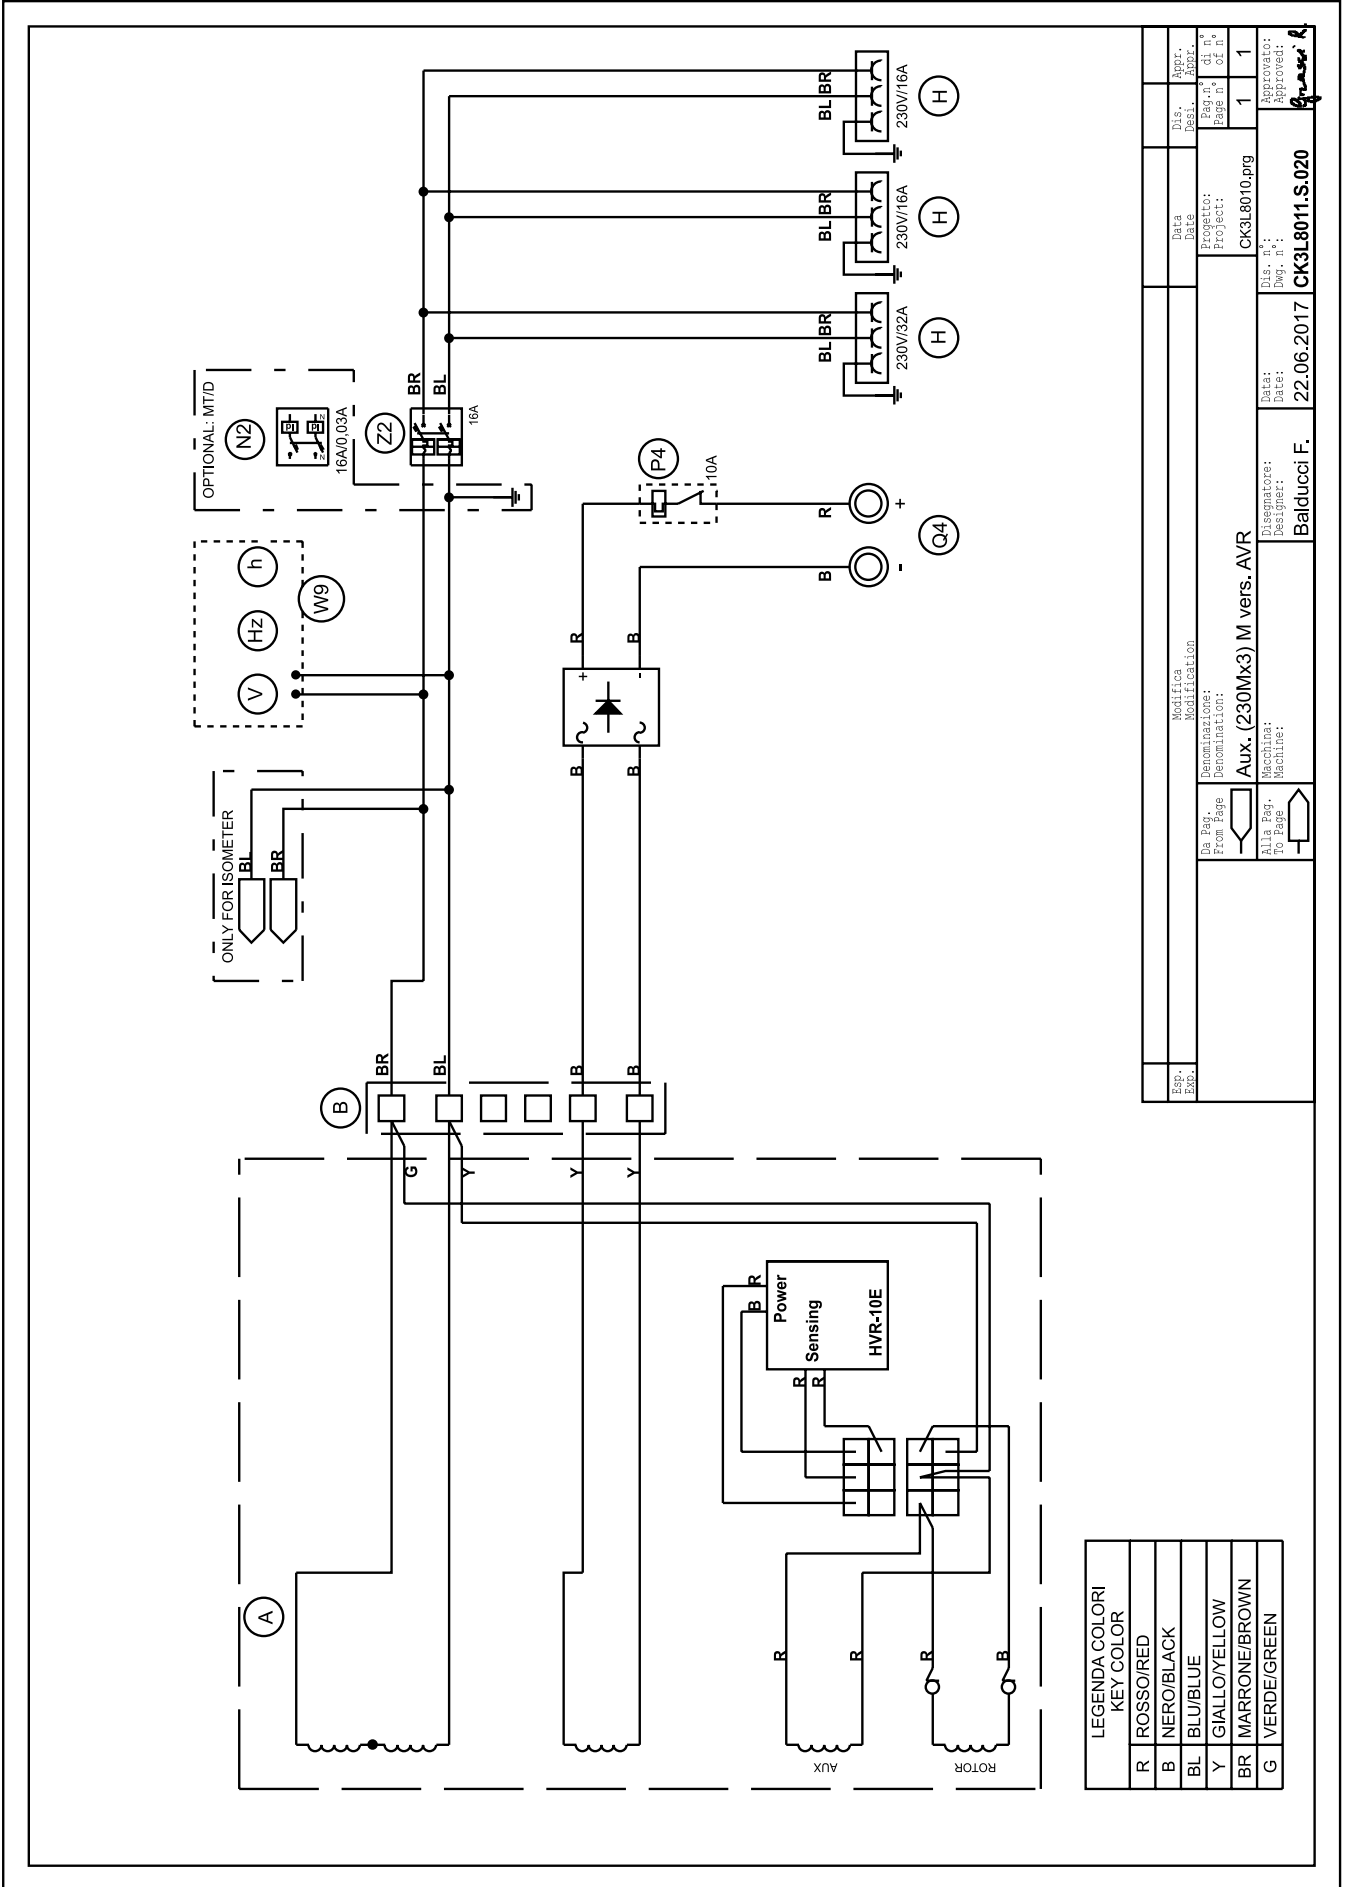 OPTIONAL: MT/D
N2
PI
PI
N
N
16A/0,03A
Z2
16A
BR
BL
BL BR
230V/16A
H
BL BR
230V/16A
H
BL BR
230V/32A
H
V
Hz
h
W9
P4
10A
R
B
+
-
Q4
R
B
+
-
B
B
ONLY FOR ISOMETER
BL
BR
B
BR
BL
B
B
G
Y
Y
Y
A
R
B
Power
Sensing
HVR-10E
R
R
R
R
AUX
R
B
ROTOR
LEGENDA COLORI
KEY COLOR
R ROSSO/RED
B NERO/BLACK
BL BLU/BLUE
Y GIALLO/YELLOW
BR MARRONE/BROWN
G VERDE/GREEN
Esp.
Exp.
Modifica
Modification
Data
Date
Dis.
Desi.
Appr.
Appr.
Da Pag.
From Page
Alla Pag.
To Page
Denominazione:
Denomination:
Aux. (230Mx3) M vers. AVR
Progetto:
Project:
CK3L8010.prg
Pag.n°
Page n°
1
di n°
of n°
1
Macchina:
Machine:
Disegnatore:
Designer:
Balducci F.
Data:
Date:
22.06.2017
Dis. n°:
Dwg. n°:
CK3L8011.S.020
Approvato:
Approved:
Grassi R.